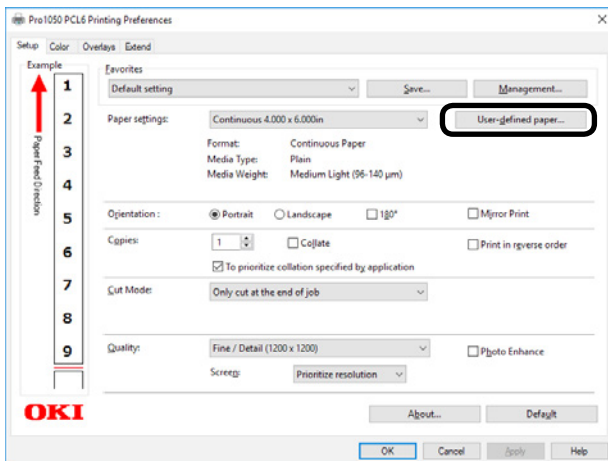 Pro1050 PCL6 Printing Preferences
Setup Color Overlays Extend
Example
Paper Feed Direction
1
2
3
4
5
6
7
8
9
OKI
Favorites
Default setting Save... Management...
Paper settings: Continuous 4.000 x 6.000in User-defined paper...
Format: Continuous Paper
Media Type: Plain
Media Weight: Medium Light (96-140 μm)
Orientation : Portrait Landscape 180° Mirror Print
Copies: 1 Collate Print in reverse order
To prioritize collation specified by application
Cut Mode: Only cut at the end of job
Quality: Fine / Detail (1200 x 1200) Photo Enhance
Screen: Prioritize resolution
About... Default
OK Cancel Apply Help